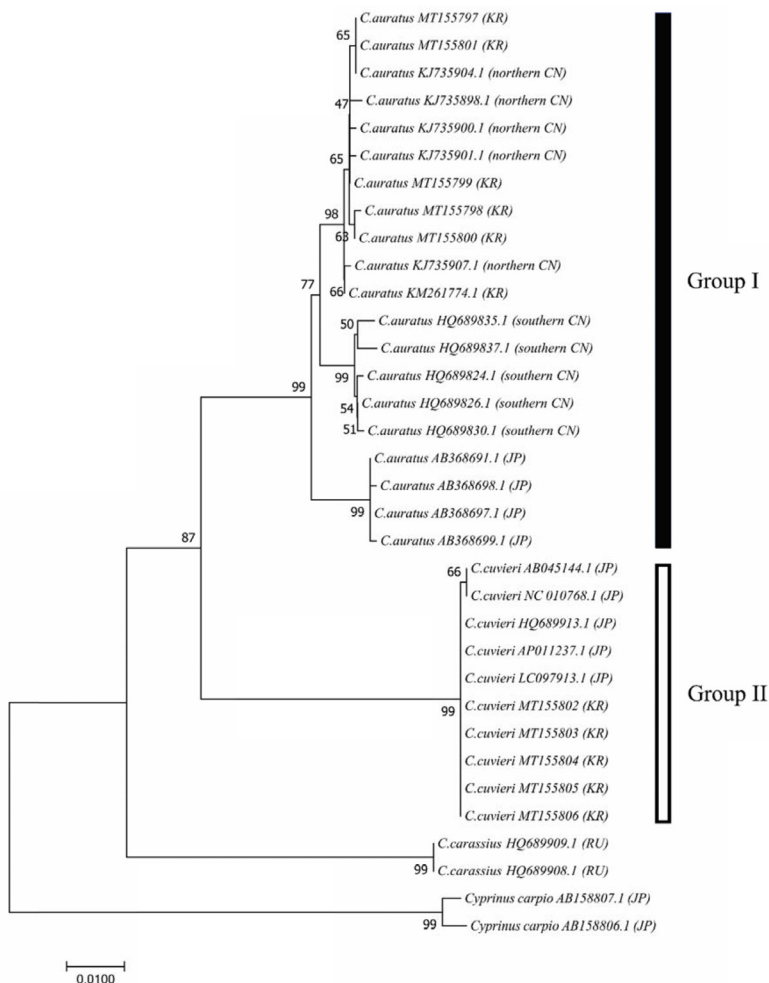 C.auratus MT155797 (KR)
65
C.auratus MT155801 (KR)
C.auratus KJ735904.1 (northern CN)
C.auratus KJ735898.1 (northern CN)
47
C.auratus KJ735900.1 (northern CN)
C.auratus KJ735901.1 (northern CN)
65
C.auratus MT155799 (KR)
C.auratus MT155798 (KR)
98
63
C.auratus MT155800 (KR)
C.auratus KJ735907.1 (northern CN)
Group I
77
66
C.auratus KM261774.1 (KR)
50
C.auratus HQ689835.1 (southern CN)
C.auratus HQ689837.1 (southern CN)
99
C.auratus HQ689824.1 (southern CN)
99
C.auratus HQ689826.1 (southern CN)
54
51
C.auratus HQ689830.1 (southern CN)
C.auratus AB368691.1 (JP)
C.auratus AB368698.1 (JP)
99
C.auratus AB368697.1 (JP)
C.auratus AB368699.1 (JP)
87
66
C.cuvieri AB045144.1 (JP)
C.cuvieri NC 010768.1 (JP)
C.cuvieri HQ689913.1 (JP)
C.cuvieri AP011237.1 (JP)
C.cuvieri LC097913.1 (JP)
Group II
99
C.cuvieri MT155802 (KR)
C.cuvieri MT155803 (KR)
C.cuvieri MT155804 (KR)
C.cuvieri MT155805 (KR)
C.cuvieri MT155806 (KR)
C.carassius HQ689909.1 (RU)
99
C.carassius HQ689908.1 (RU)
Cyprinus carpio AB158807.1 (JP)
99
Cyprinus carpio AB158806.1 (JP)
0.0100